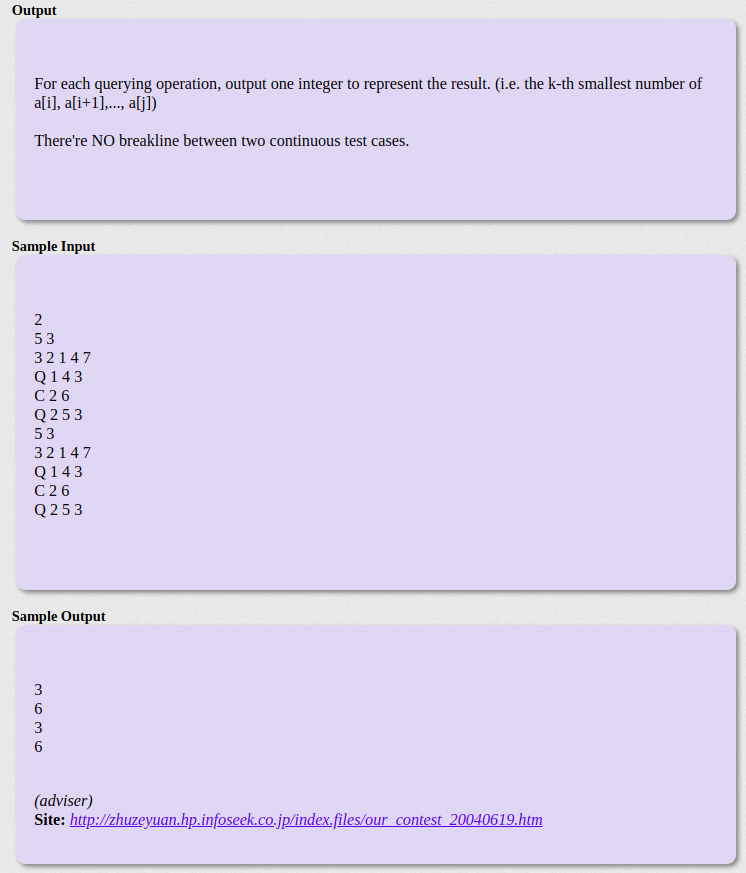 Output
For each querying operation, output one integer to represent the result. (i.e. the k-th smallest number of
a[i], a[i+1],..., a[j])
There're NO breakline between two continuous test cases.
Sample Input
2
5 3
3 2 1 4 7
Q 1 4 3
C 2 6
Q 2 5 3
5 3
3 2 1 4 7
Q 1 4 3
C 2 6
Q 2 5 3
Sample Output
3
6
3
6
(adviser)
Site: http://zhuzeyuan.hp.infoseek.co.jp/index.files/our_contest_20040619.htm